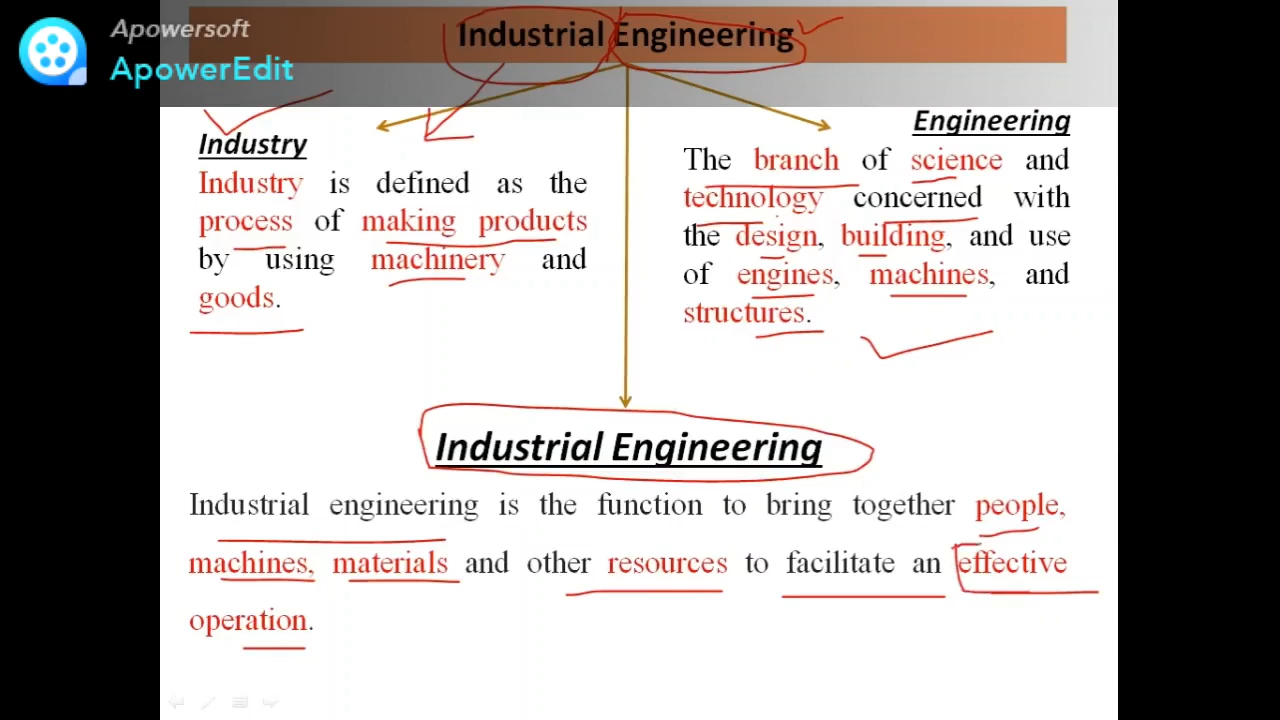 Apowersoft
ApowerEdit
Industrial Engineering
Industry
Industry is defined as the
process of making products
by using machinery and
goods.
Engineering
The branch of science and
technology concerned with
the design, building, and use
of engines, machines, and
structures.
Industrial Engineering
Industrial engineering is the function to bring together people,
machines, materials and other resources to facilitate an effective
operation.